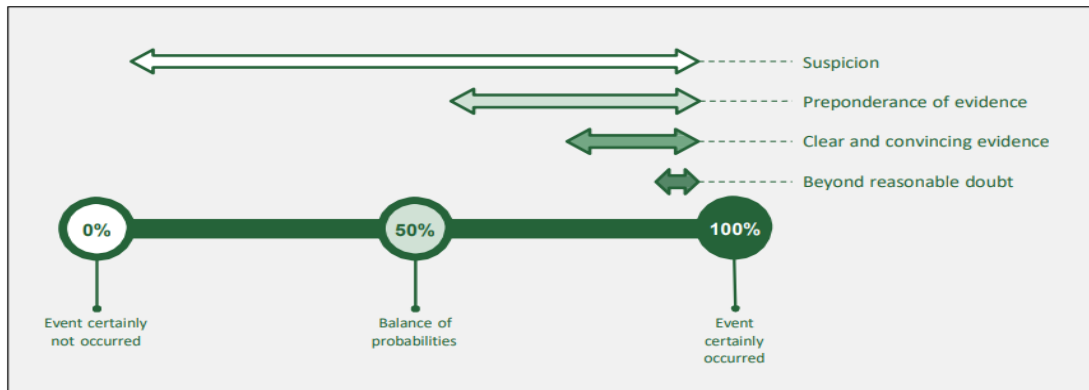 Suspicion
Preponderance of evidence
Clear and convincing evidence
Beyond reasonable doubt
0%
50%
100%
Event certainly
not occurred
Balance of
probabilities
Event
certainly
occurred